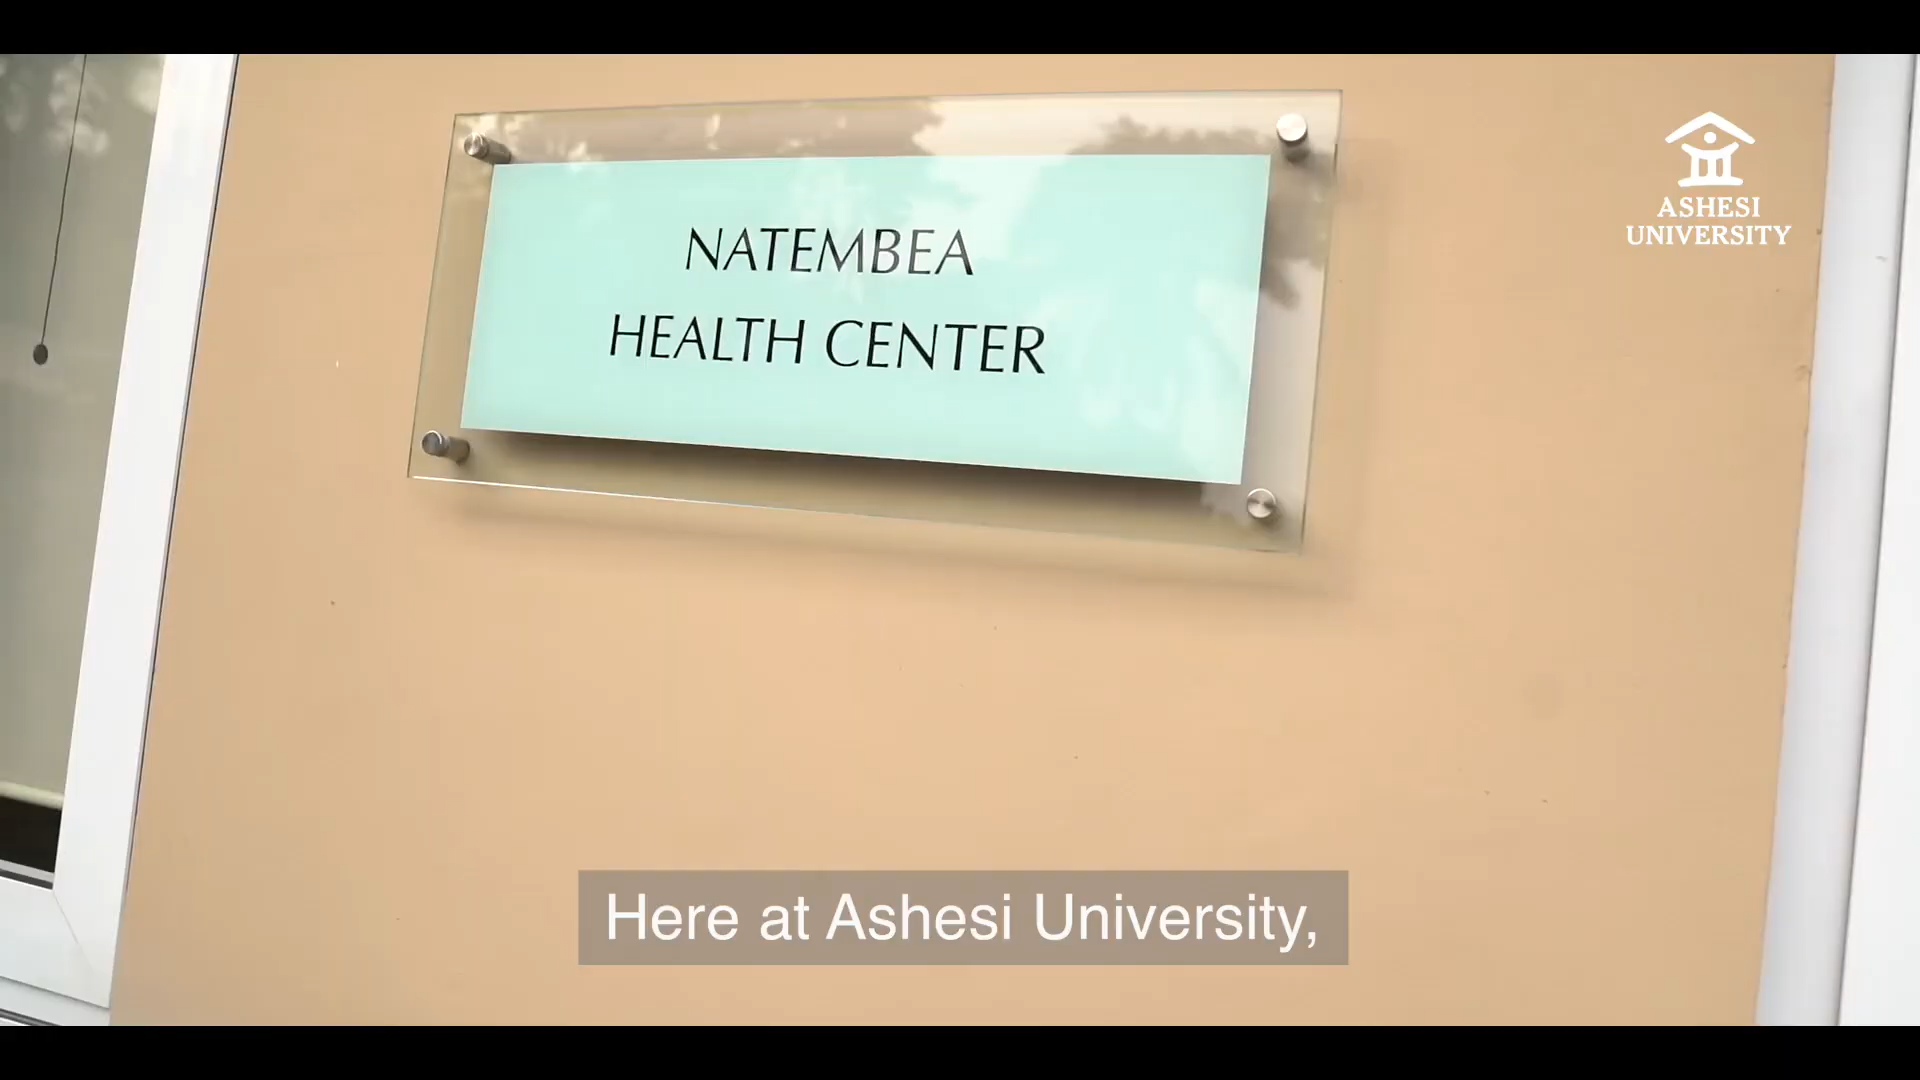 NATEMBEA
HEALTH CENTER
ASHESI
UNIVERSITY
Here at Ashesi University,